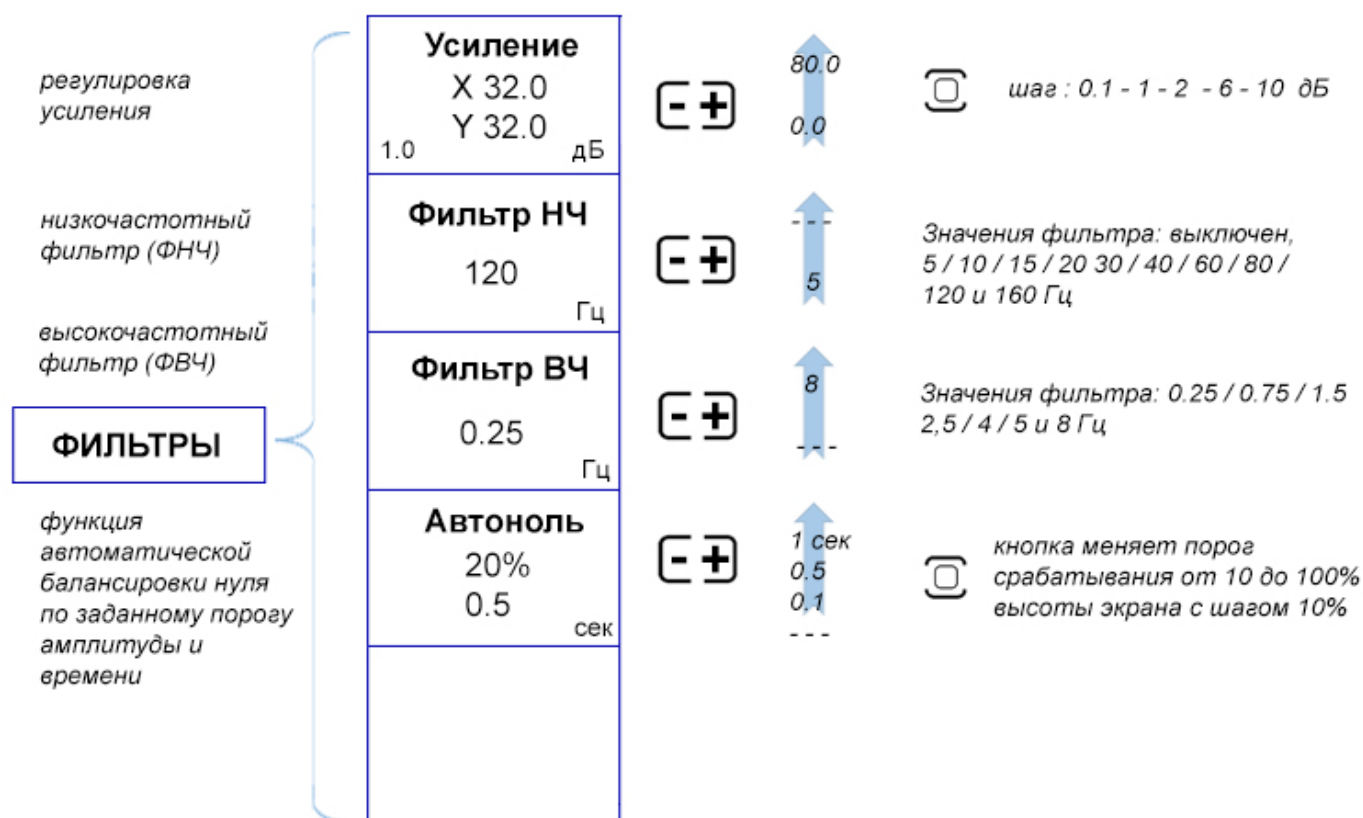 регулировка
усиления
Усиление
X 32.0
Y 32.0
1.0 дБ
- +
80.0
0.0
шаг : 0.1 - 1 - 2 - 6 - 10 дБ
низкочастотный
фильтр (ФНЧ)
Фильтр НЧ
120
Гц
- +
---
5
Значения фильтра: выключен,
5 / 10 / 15 / 20 30 / 40 / 60 / 80 /
120 и 160 Гц
высокочастотный
фильтр (ФВЧ)
Фильтр ВЧ
0.25
Гц
- +
8
---
Значения фильтра: 0.25 / 0.75 / 1.5
2,5 / 4 / 5 и 8 Гц
ФИЛЬТРЫ
функция
автоматической
балансировки нуля
по заданному порогу
амплитуды и
времени
Автоноль
20%
0.5
сек
- +
1 сек
0.5
0,1
---
кнопка меняет порог
срабатывания от 10 до 100%
высоты экрана с шагом 10%